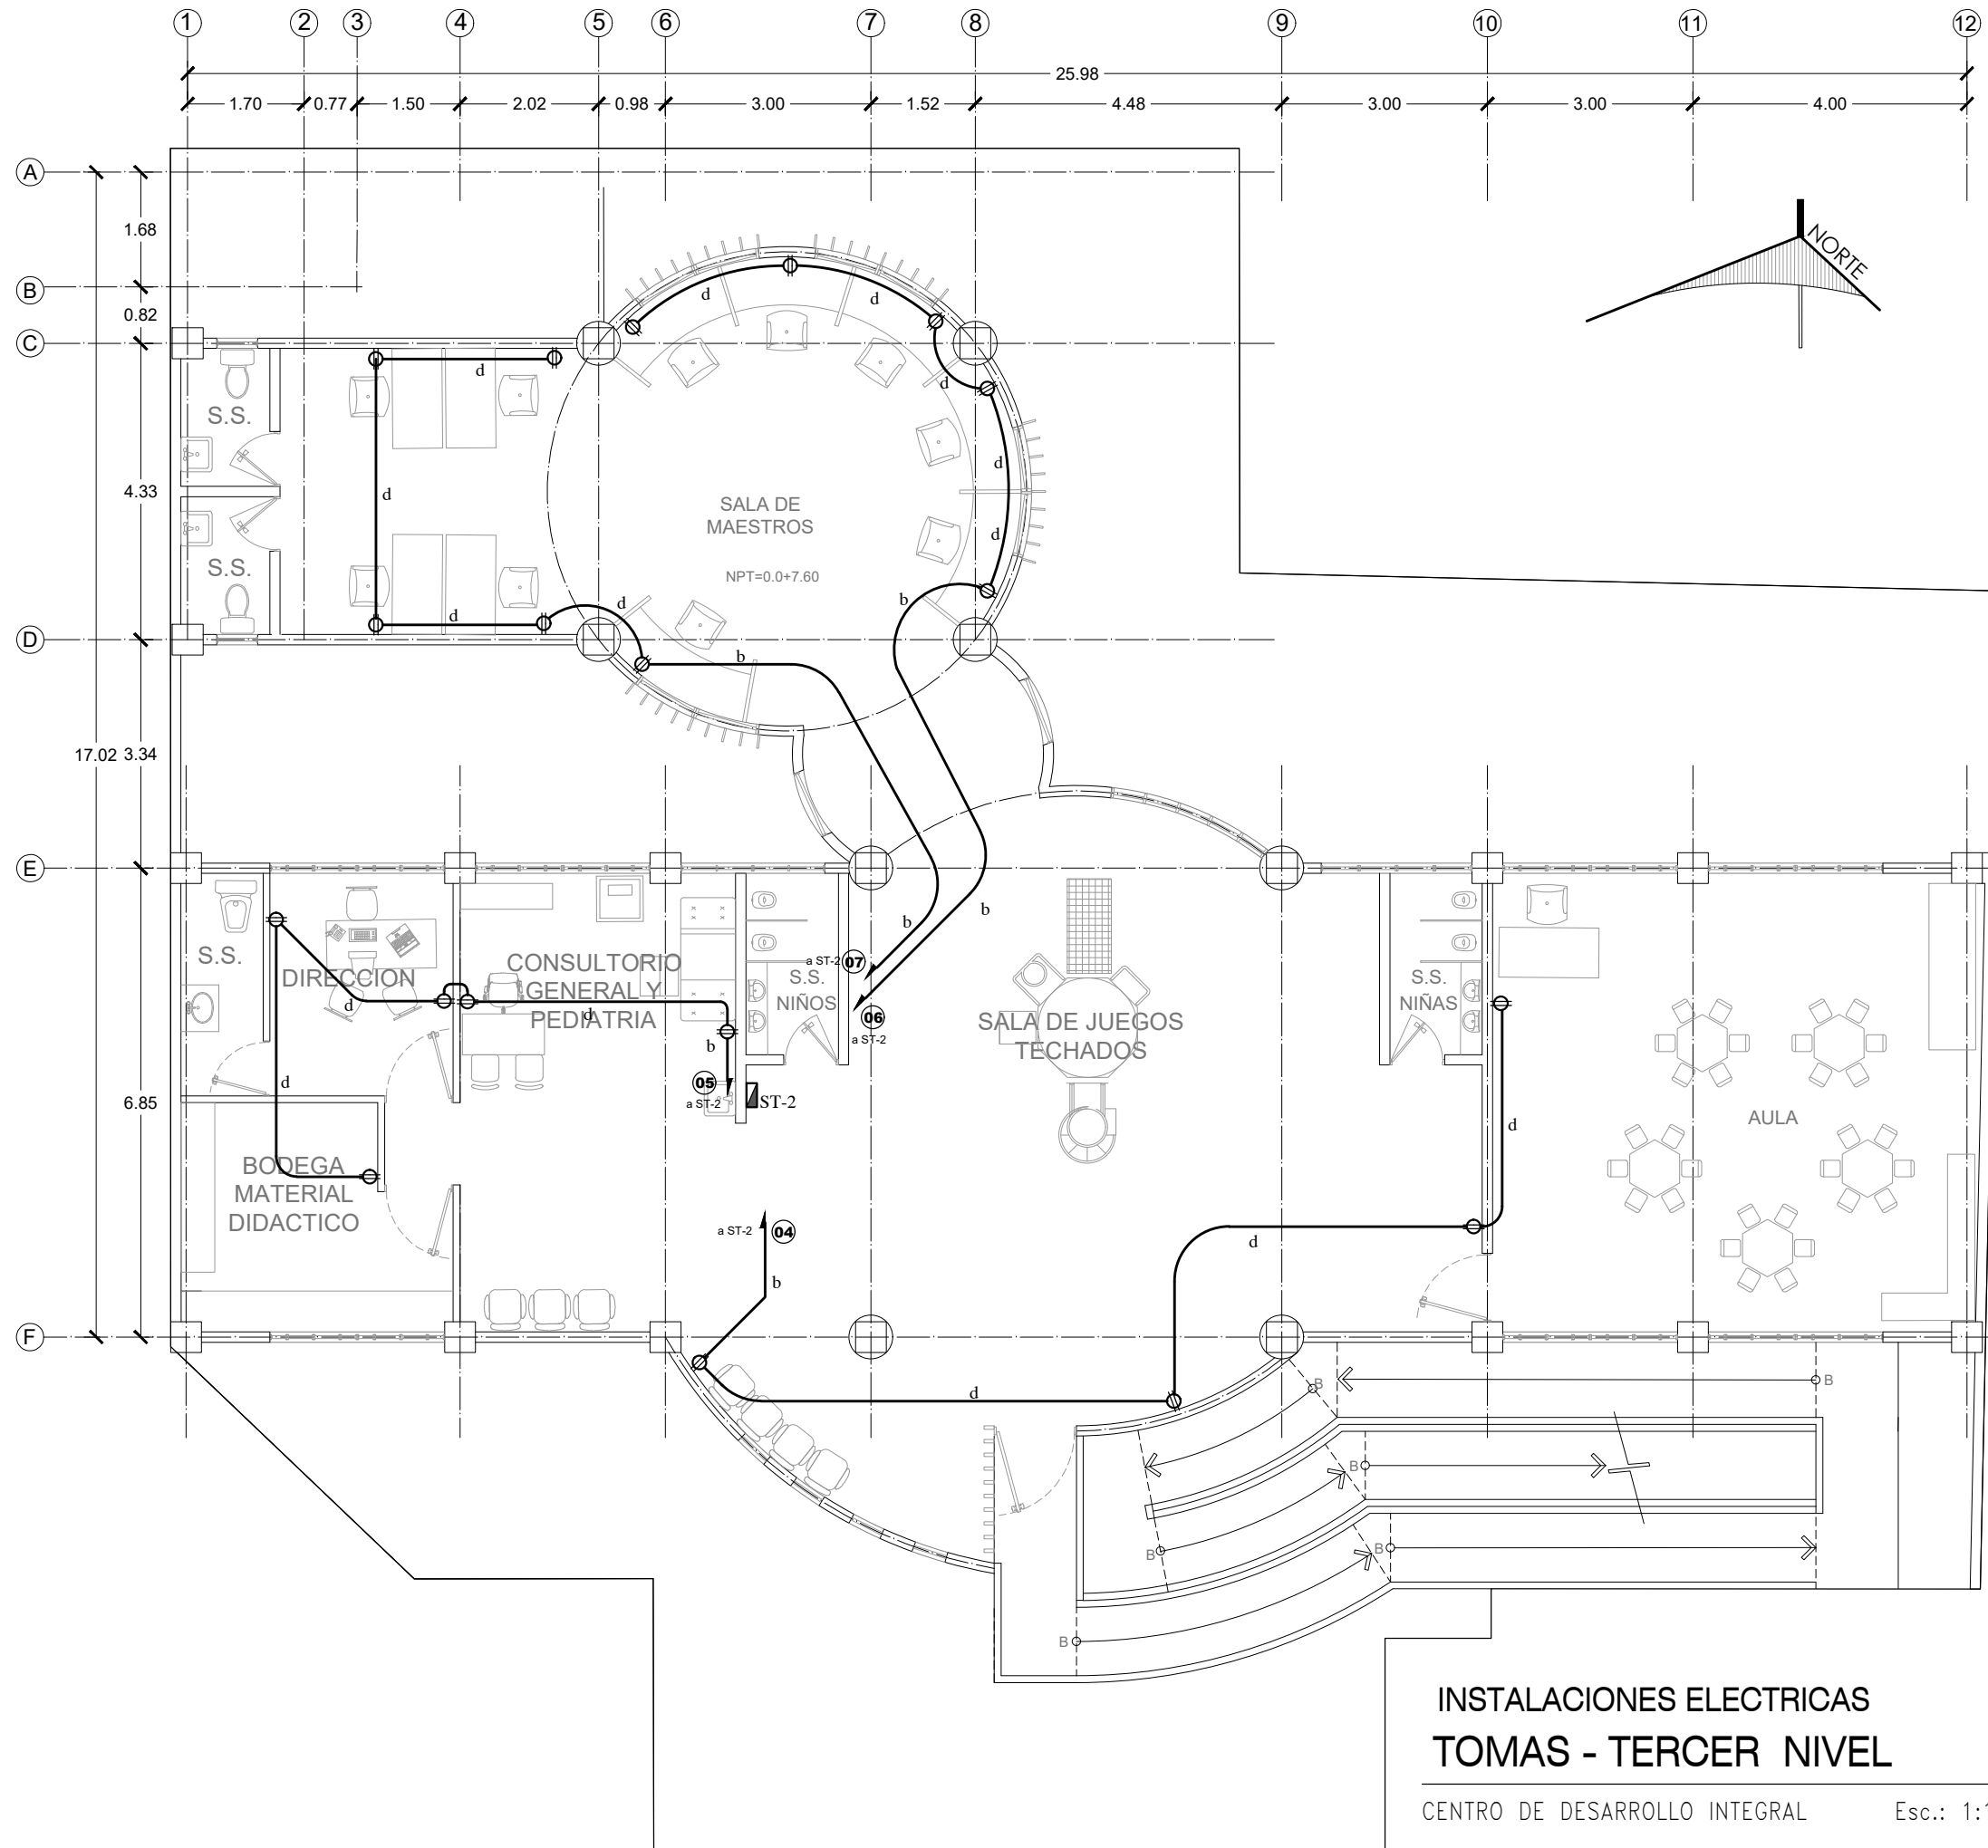 1 2 3 4 5 6 7 8 9 10 11 12
25.98
1.70 0.77 1.50 2.02 0.98 3.00 1.52 4.48 3.00 3.00 4.00
A
1.68
NORTE
B
d d
0.82
C
d d
S.S.
d
4.33 d
SALA DE
MAESTROS
d
S.S.
NPT=0.0+7.60
d d b
D
b
17.02 3.34
E
b b
S.S. DIRECCION
CONSULTORIO
GENERAL Y
PEDIATRIA
d d
a ST-2 07
S.S.
NIÑOS
06
a ST-2
SALA DE JUEGOS
TECHADOS
S.S.
NIÑAS
b
05
a ST-2
ST-2
d
6.85
AULA
d
BODEGA
MATERIAL
DIDACTICO
a ST-2 04
d
b
F
d
B B
B
B B
B
INSTALACIONES ELECTRICAS
TOMAS - TERCER NIVEL
CENTRO DE DESARROLLO INTEGRAL Esc.: